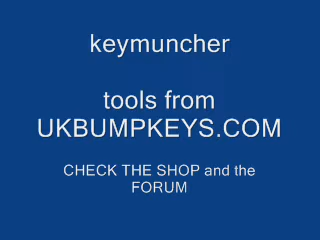 keymuncher
tools from
UKBUMPKEYS.COM
CHECK THE SHOP and the
FORUM